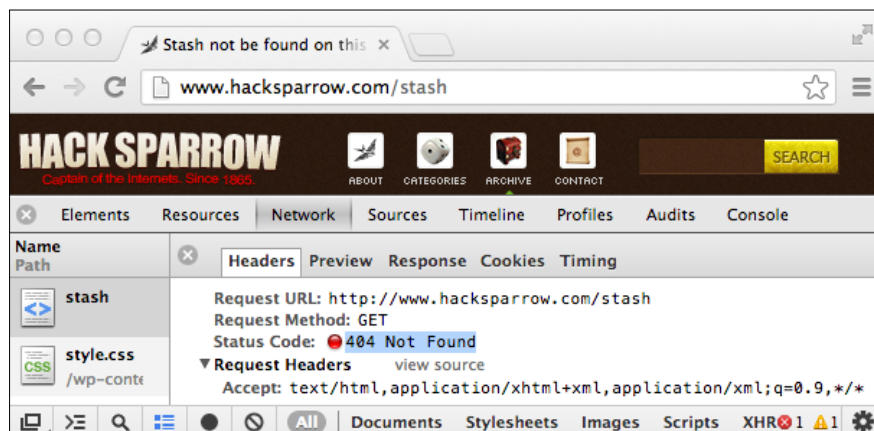 Stash not be found on this
www.hacksparrow.com/stash
HACK SPARROW
Captain of the Internets. Since 1865.
ABOUT CATEGORIES ARCHIVE CONTACT
SEARCH
Elements Resources Network Sources Timeline Profiles Audits Console
Name
Path
Headers Preview Response Cookies Timing
stash
Request URL: http://www.hacksparrow.com/stash
Request Method: GET
Status Code: 404 Not Found
Request Headers view source
Accept: text/html,application/xhtml+xml,application/xml;q=0.9,*/*
style.css
CSS
/wp-conte
All Documents Stylesheets Images Scripts XHR 1 1